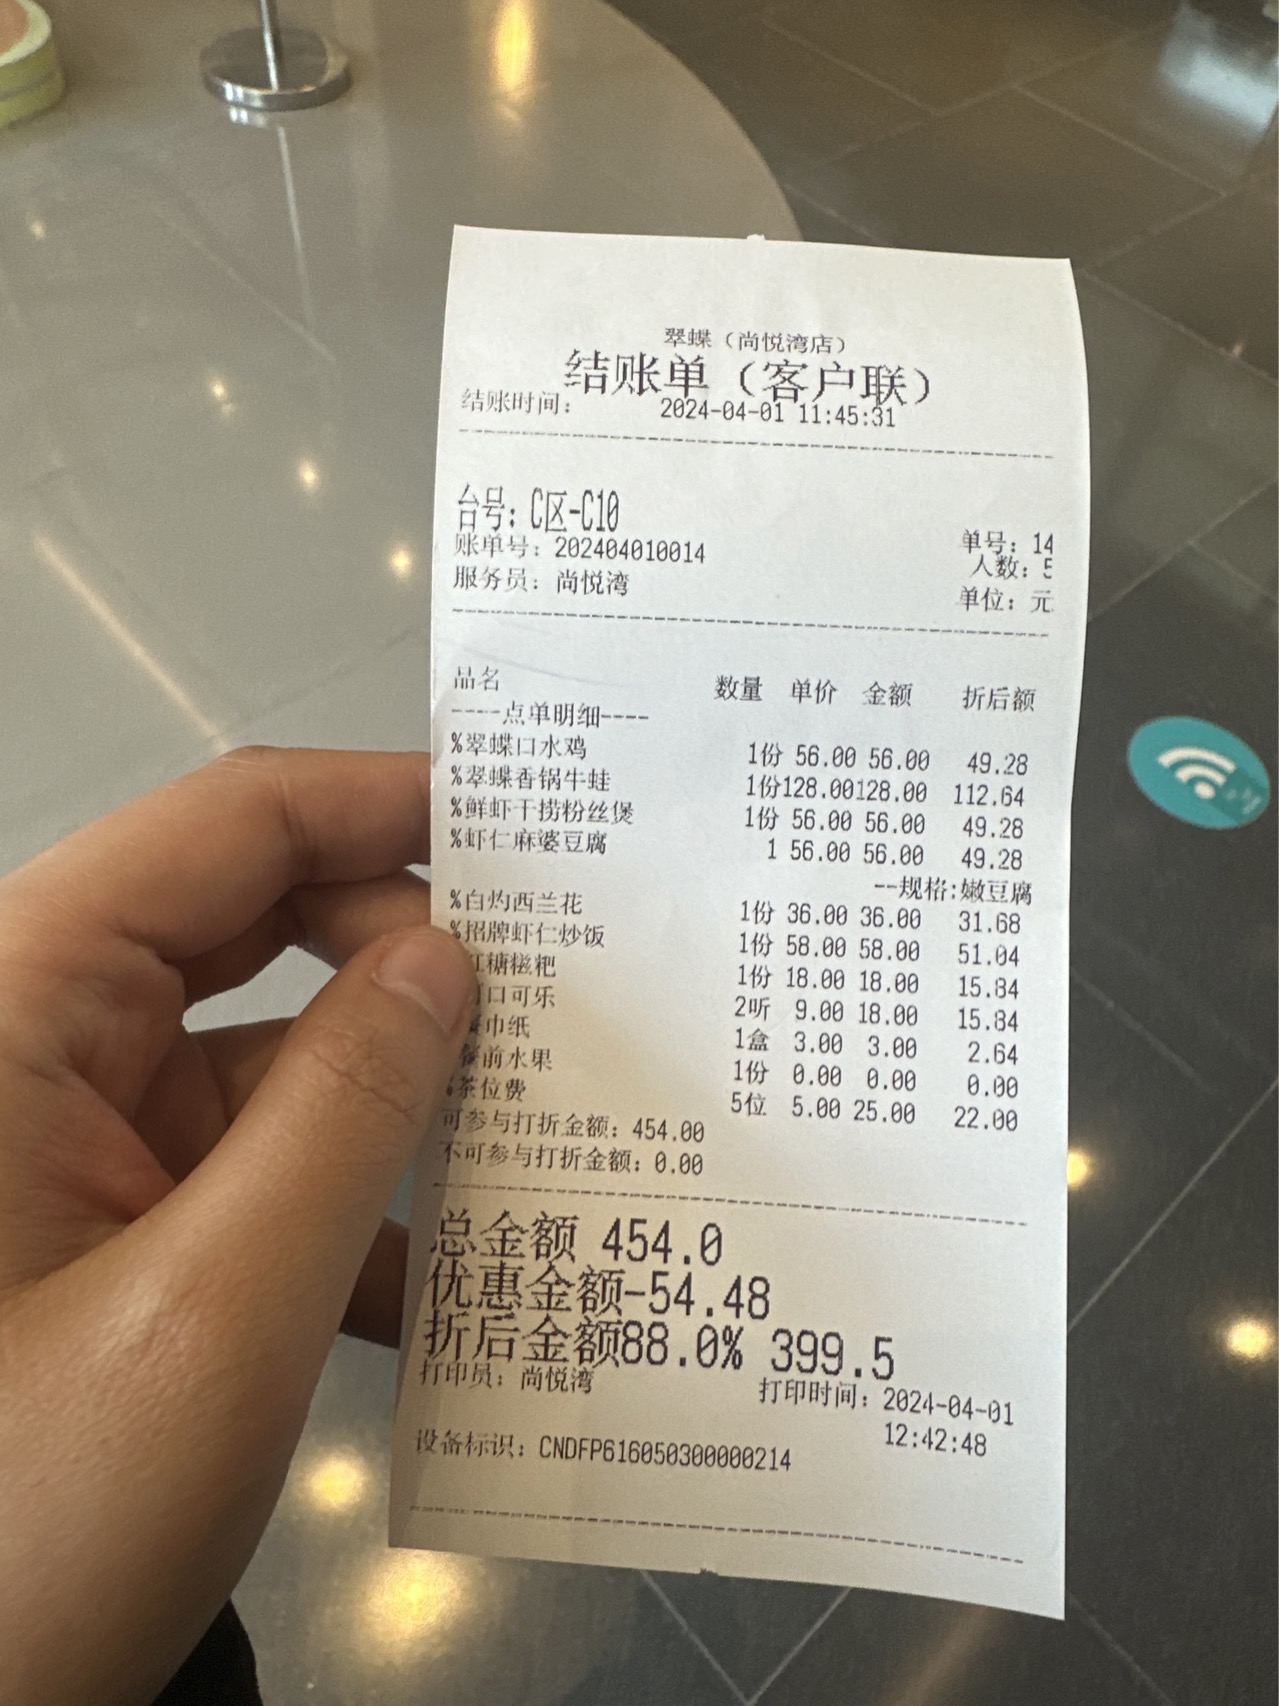 翠蝶（尚悦湾店）
结账单（客户联）
结账时间： 2024-04-01 11:45:31
台号：C区-C10
单号：14
账单号：202404010014
人数：5
服务员：尚悦湾
单位：元
品名 数量 单价 金额 折后额
----点单明细----
%翠蝶口水鸡 1份 56.00 56.00 49.28
%翠蝶香锅牛蛙 1份128.00128.00 112.64
%鲜虾干捞粉丝煲 1份 56.00 56.00 49.28
%虾仁麻婆豆腐 1 56.00 56.00 49.28
--规格:嫩豆腐
%白灼西兰花 1份 36.00 36.00 31.68
%招牌虾仁炒饭 1份 58.00 58.00 51.04
红糖糍粑 1份 18.00 18.00 15.84
可口可乐 2听 9.00 18.00 15.84
巾纸 1盒 3.00 3.00 2.64
前水果 1份 0.00 0.00 0.00
%茶位费 5位 5.00 25.00 22.00
可参与打折金额：454.00
不可参与打折金额：0.00
总金额 454.0
优惠金额-54.48
折后金额88.0% 399.5
打印员：尚悦湾 打印时间：2024-04-01
12:42:48
设备标识：CNDFP616050300000214